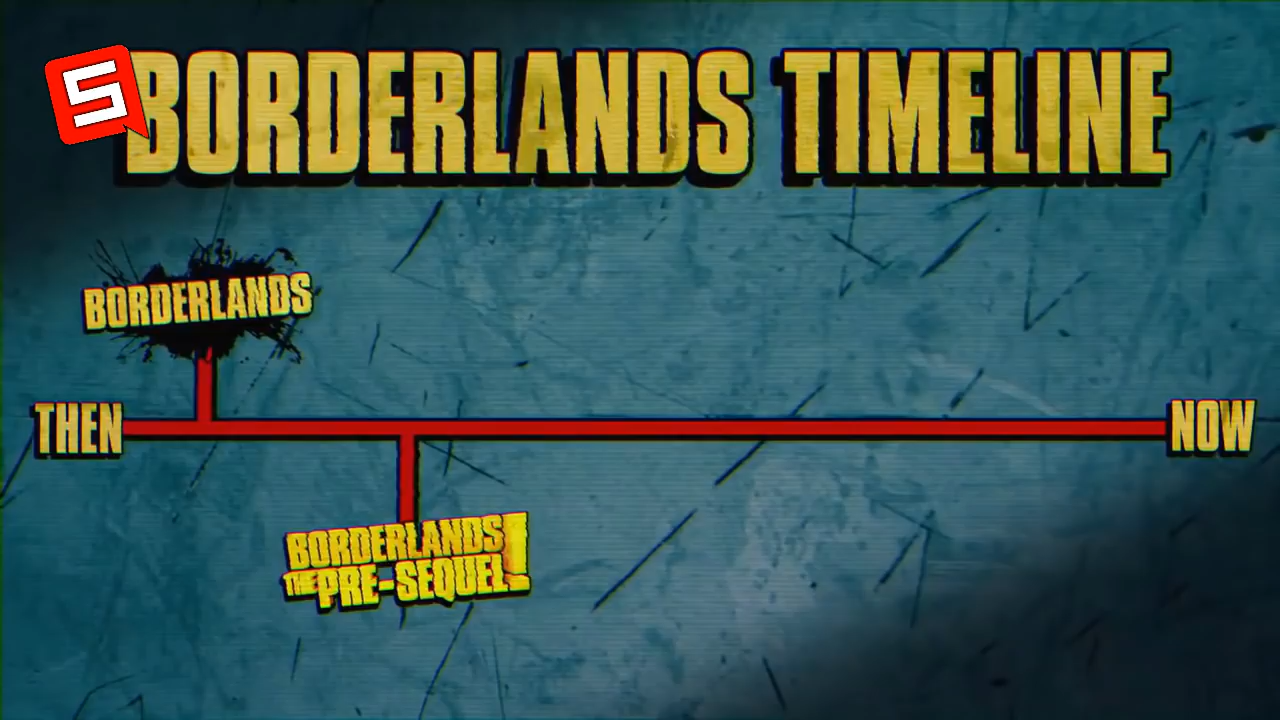 S
BORDERLANDS TIMELINE
BORDERLANDS
THEN
NOW
BORDERLANDS
THE PRE-SEQUEL!